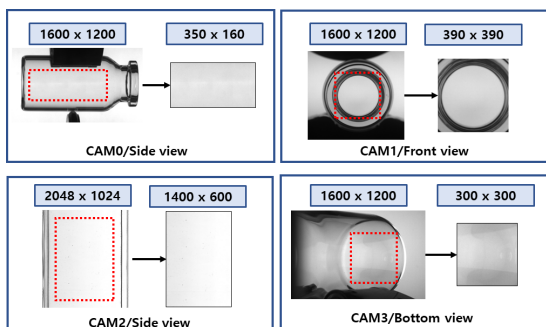 1600 x 1200
350 x 160
CAM0/Side view
1600 x 1200
390 x 390
CAM1/Front view
2048 x 1024
1400 x 600
CAM2/Side view
1600 x 1200
300 x 300
CAM3/Bottom view